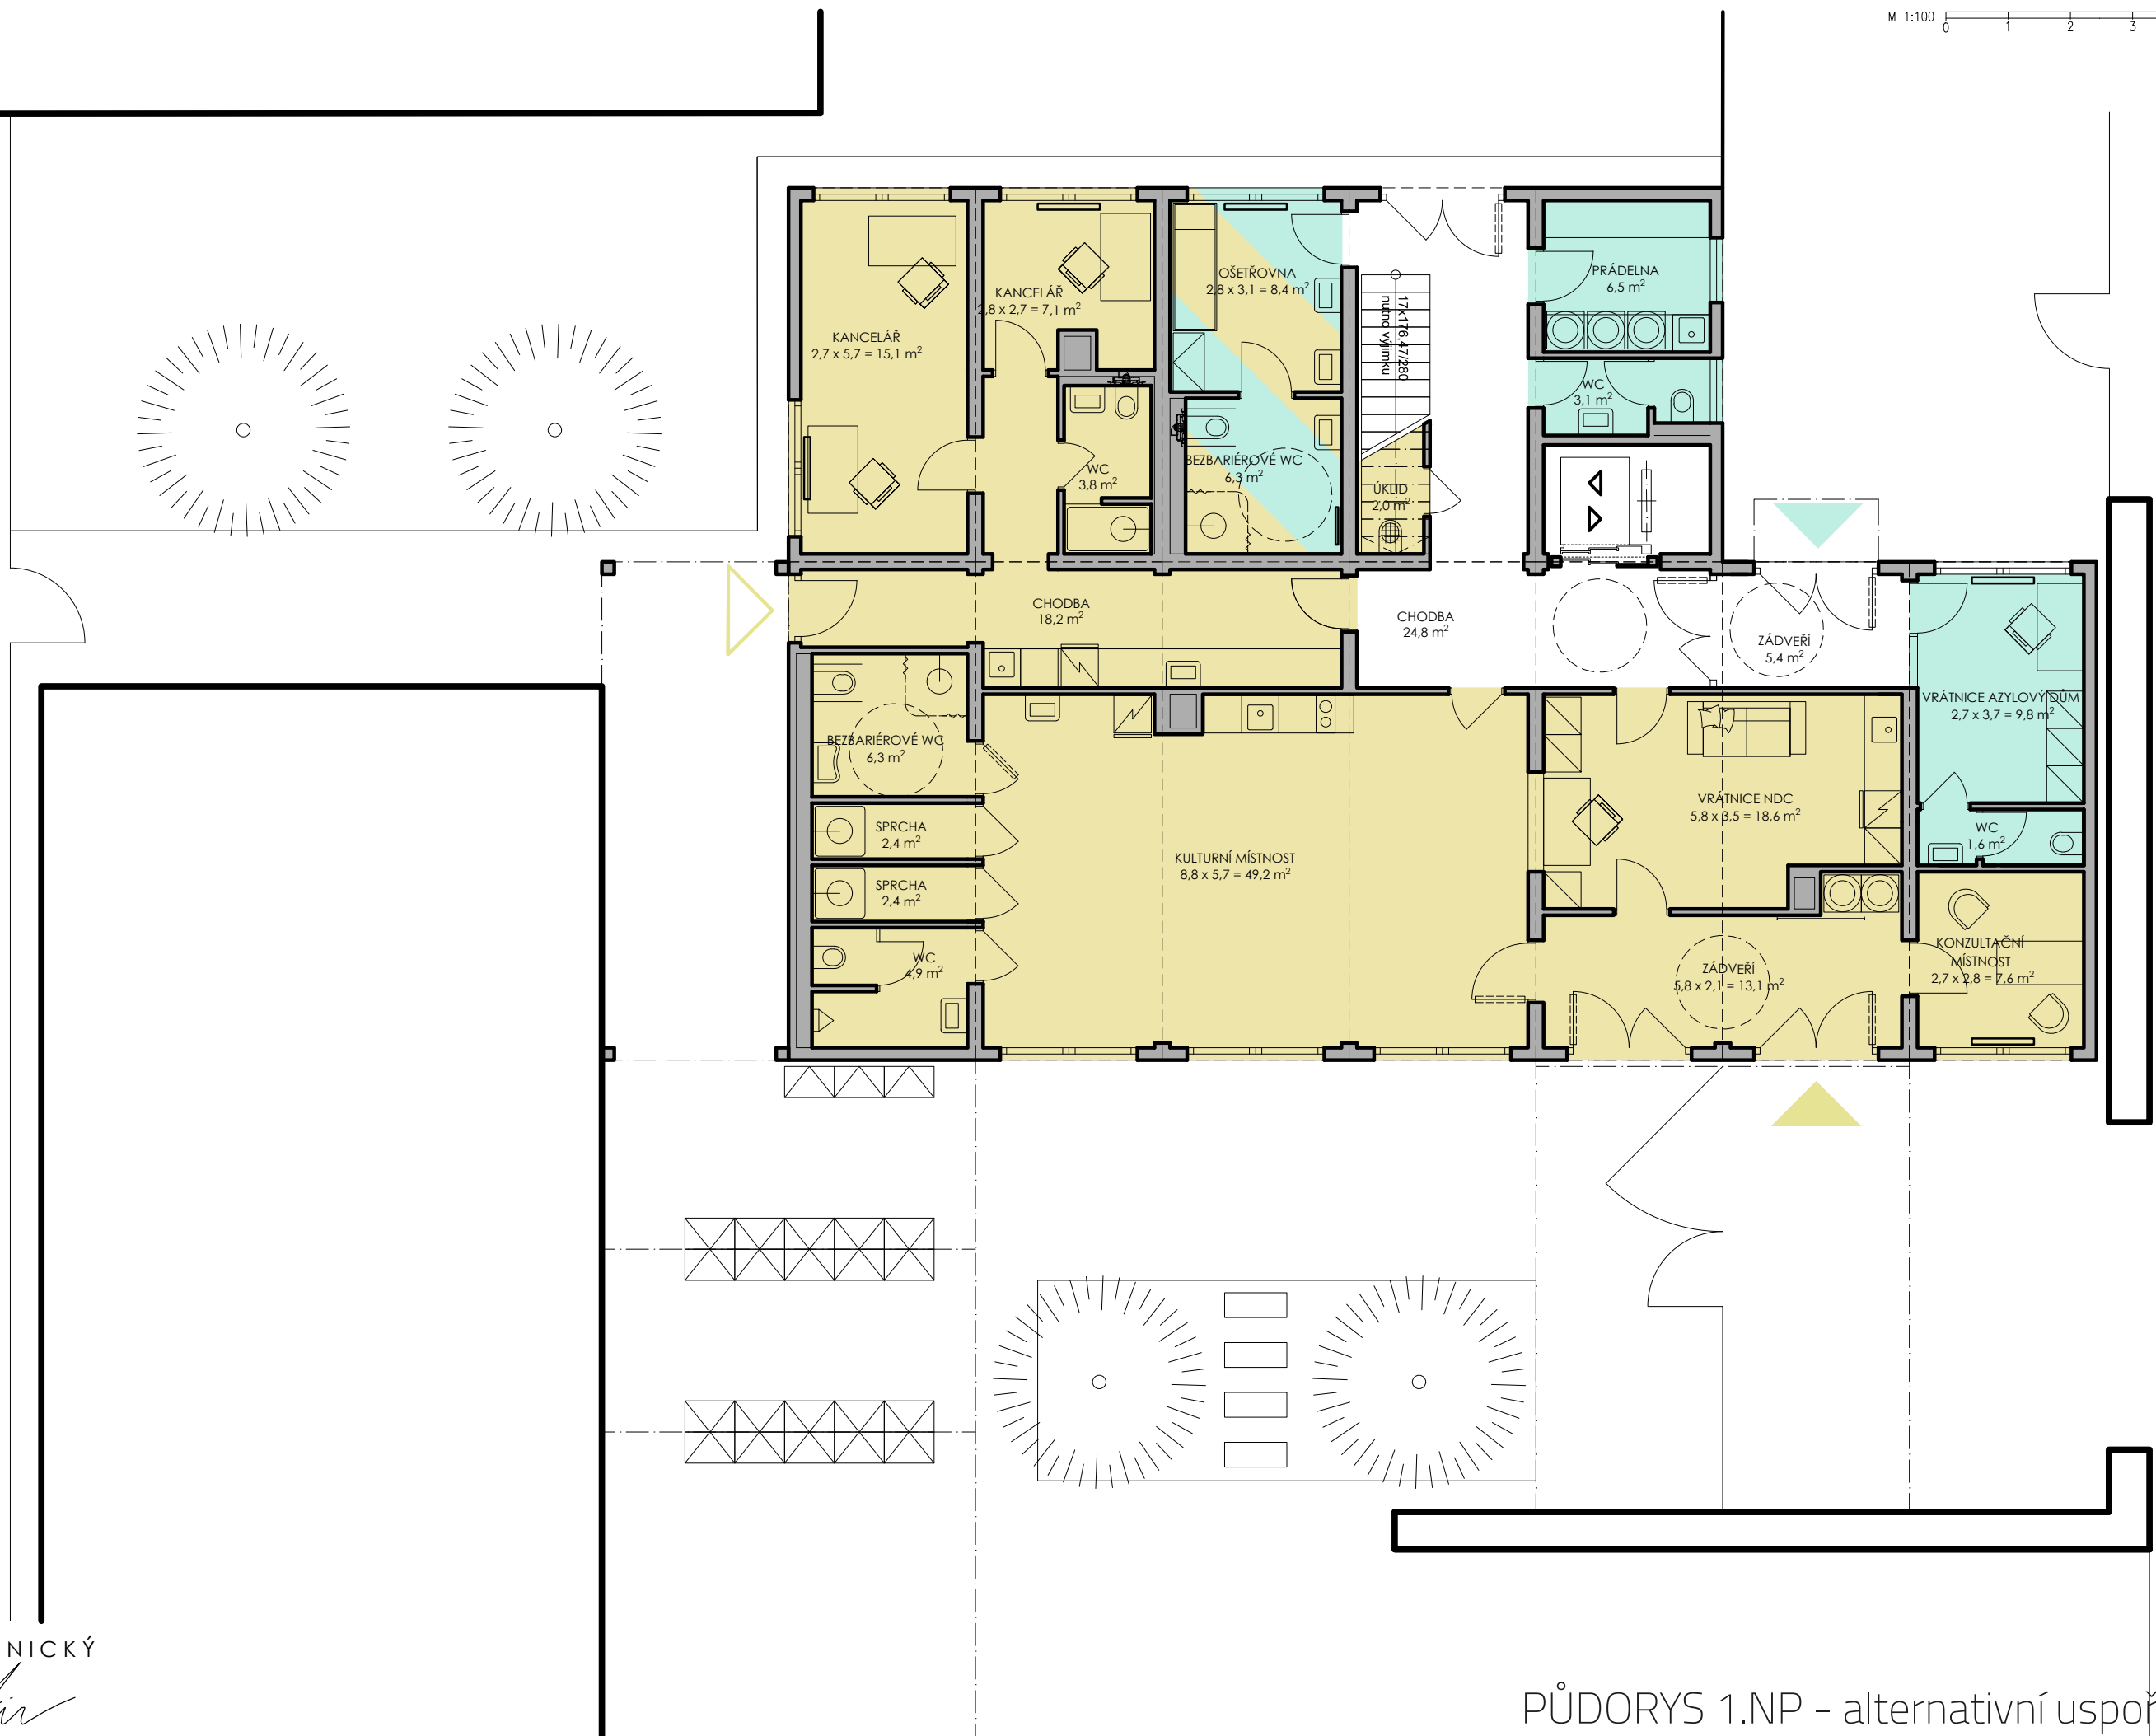 M 1:100
0 1 2 3
PRÁDELNA
6,5 m²
OŠETŘOVNA
2,8 x 3,1 = 8,4 m²
KANCELÁŘ
2,8 x 2,7 = 7,1 m²
17x176,47/280
nutno výjimku
KANCELÁŘ
2,7 x 5,7 = 15,1 m²
WC
3,1 m²
WC
3,8 m²
BEZBARIÉROVÉ WC
6,3 m²
ÚKLID
2,0 m²
CHODBA
18,2 m²
CHODBA
24,8 m²
ZÁDVEŘÍ
5,4 m²
VRÁTNICE AZYLOVÝ DŮM
2,7 x 3,7 = 9,8 m²
BEZBARIÉROVÉ WC
6,3 m²
VRÁTNICE NDC
5,8 x 3,5 = 18,6 m²
SPRCHA
2,4 m²
WC
1,6 m²
KULTURNÍ MÍSTNOST
8,8 x 5,7 = 49,2 m²
SPRCHA
2,4 m²
KONZULTAČNÍ
MÍSTNOST
2,7 x 2,8 = 7,6 m²
WC
4,9 m²
ZÁDVEŘÍ
5,8 x 2,1 = 13,1 m²
NICKÝ
PŮDORYS 1.NP - alternativní uspoř